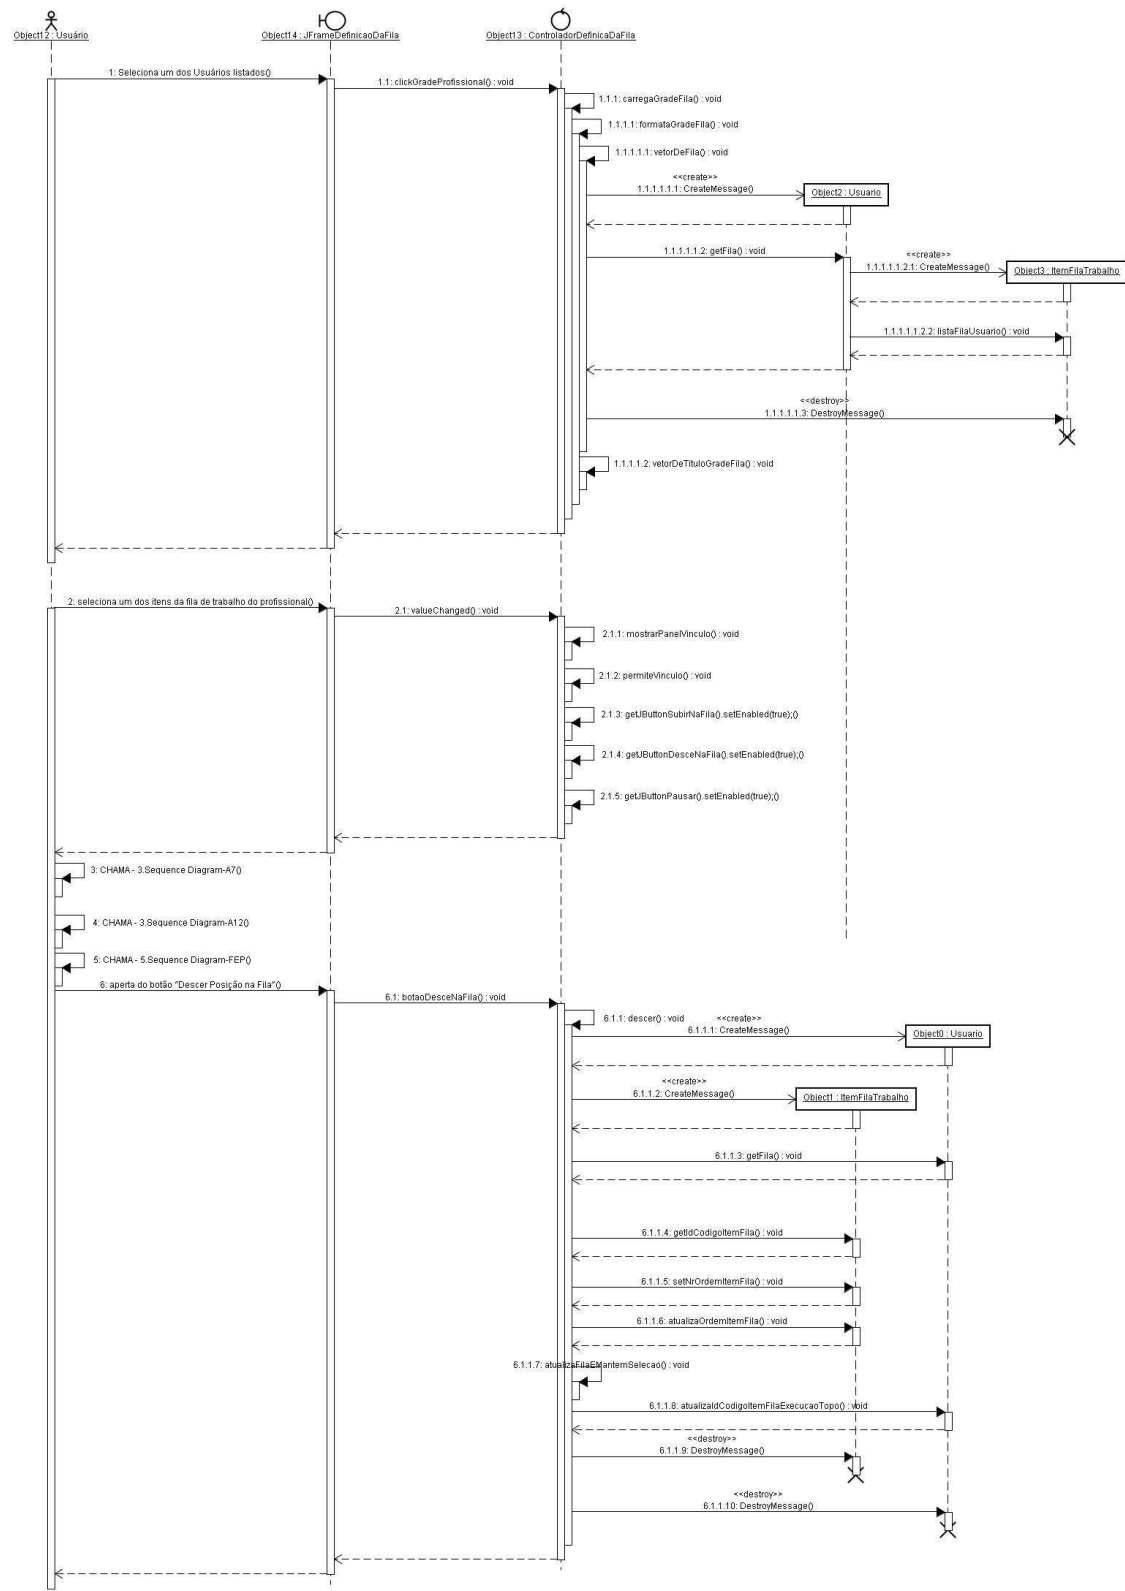 Object12 : Usuário
Object14 : JFrameDefinicaoDaFila
Object13 : ControladorDefinicaDaFila
1: Seleciona um dos Usuários listados()
1.1: clickGradeProfissional() : void
1.1.1: carregaGradeFila() : void
1.1.1.1: formataGradeFila() : void
1.1.1.1.1: vetorDeFila() : void
<<create>>
1.1.1.1.1.1: CreateMessage()
Object2 : Usuario
1.1.1.1.1.2: getFila() : void
<<create>>
1.1.1.1.1.2.1: CreateMessage()
Object3 : ItemFilaTrabalho
1.1.1.1.1.2.2: listaFilaUsuario() : void
<<destroy>>
1.1.1.1.1.3: DestroyMessage()
1.1.1.1.2: vetorDeTituloGradeFila() : void
2: seleciona um dos itens da fila de trabalho do profissional()
2.1: valueChanged() : void
2.1.1: mostrarPanelVinculo() : void
2.1.2: permiteVinculo() : void
2.1.3: getJButtonSubirNaFila().setEnabled(true);()
2.1.4: getJButtonDesceNaFila().setEnabled(true);()
2.1.5: getJButtonPausar().setEnabled(true);()
3: CHAMA - 3.Sequence Diagram-A7()
4: CHAMA - 3.Sequence Diagram-A12()
5: CHAMA - 5.Sequence Diagram-FEP()
6: aperta do botão "Descer Posição na Fila"()
6.1: botaoDesceNaFila() : void
6.1.1: descer() : void
<<create>>
6.1.1.1: CreateMessage()
Object0 : Usuario
<<create>>
6.1.1.2: CreateMessage()
Object1 : ItemFilaTrabalho
6.1.1.3: getFila() : void
6.1.1.4: getIdCodigoItemFila() : void
6.1.1.5: setNrOrdemItemFila() : void
6.1.1.6: atualizaOrdemItemFila() : void
6.1.1.7: atualizaFilaEMantemSelecao() : void
6.1.1.8: atualizaIdCodigoItemFilaExecucaoTopo() : void
<<destroy>>
6.1.1.9: DestroyMessage()
<<destroy>>
6.1.1.10: DestroyMessage()